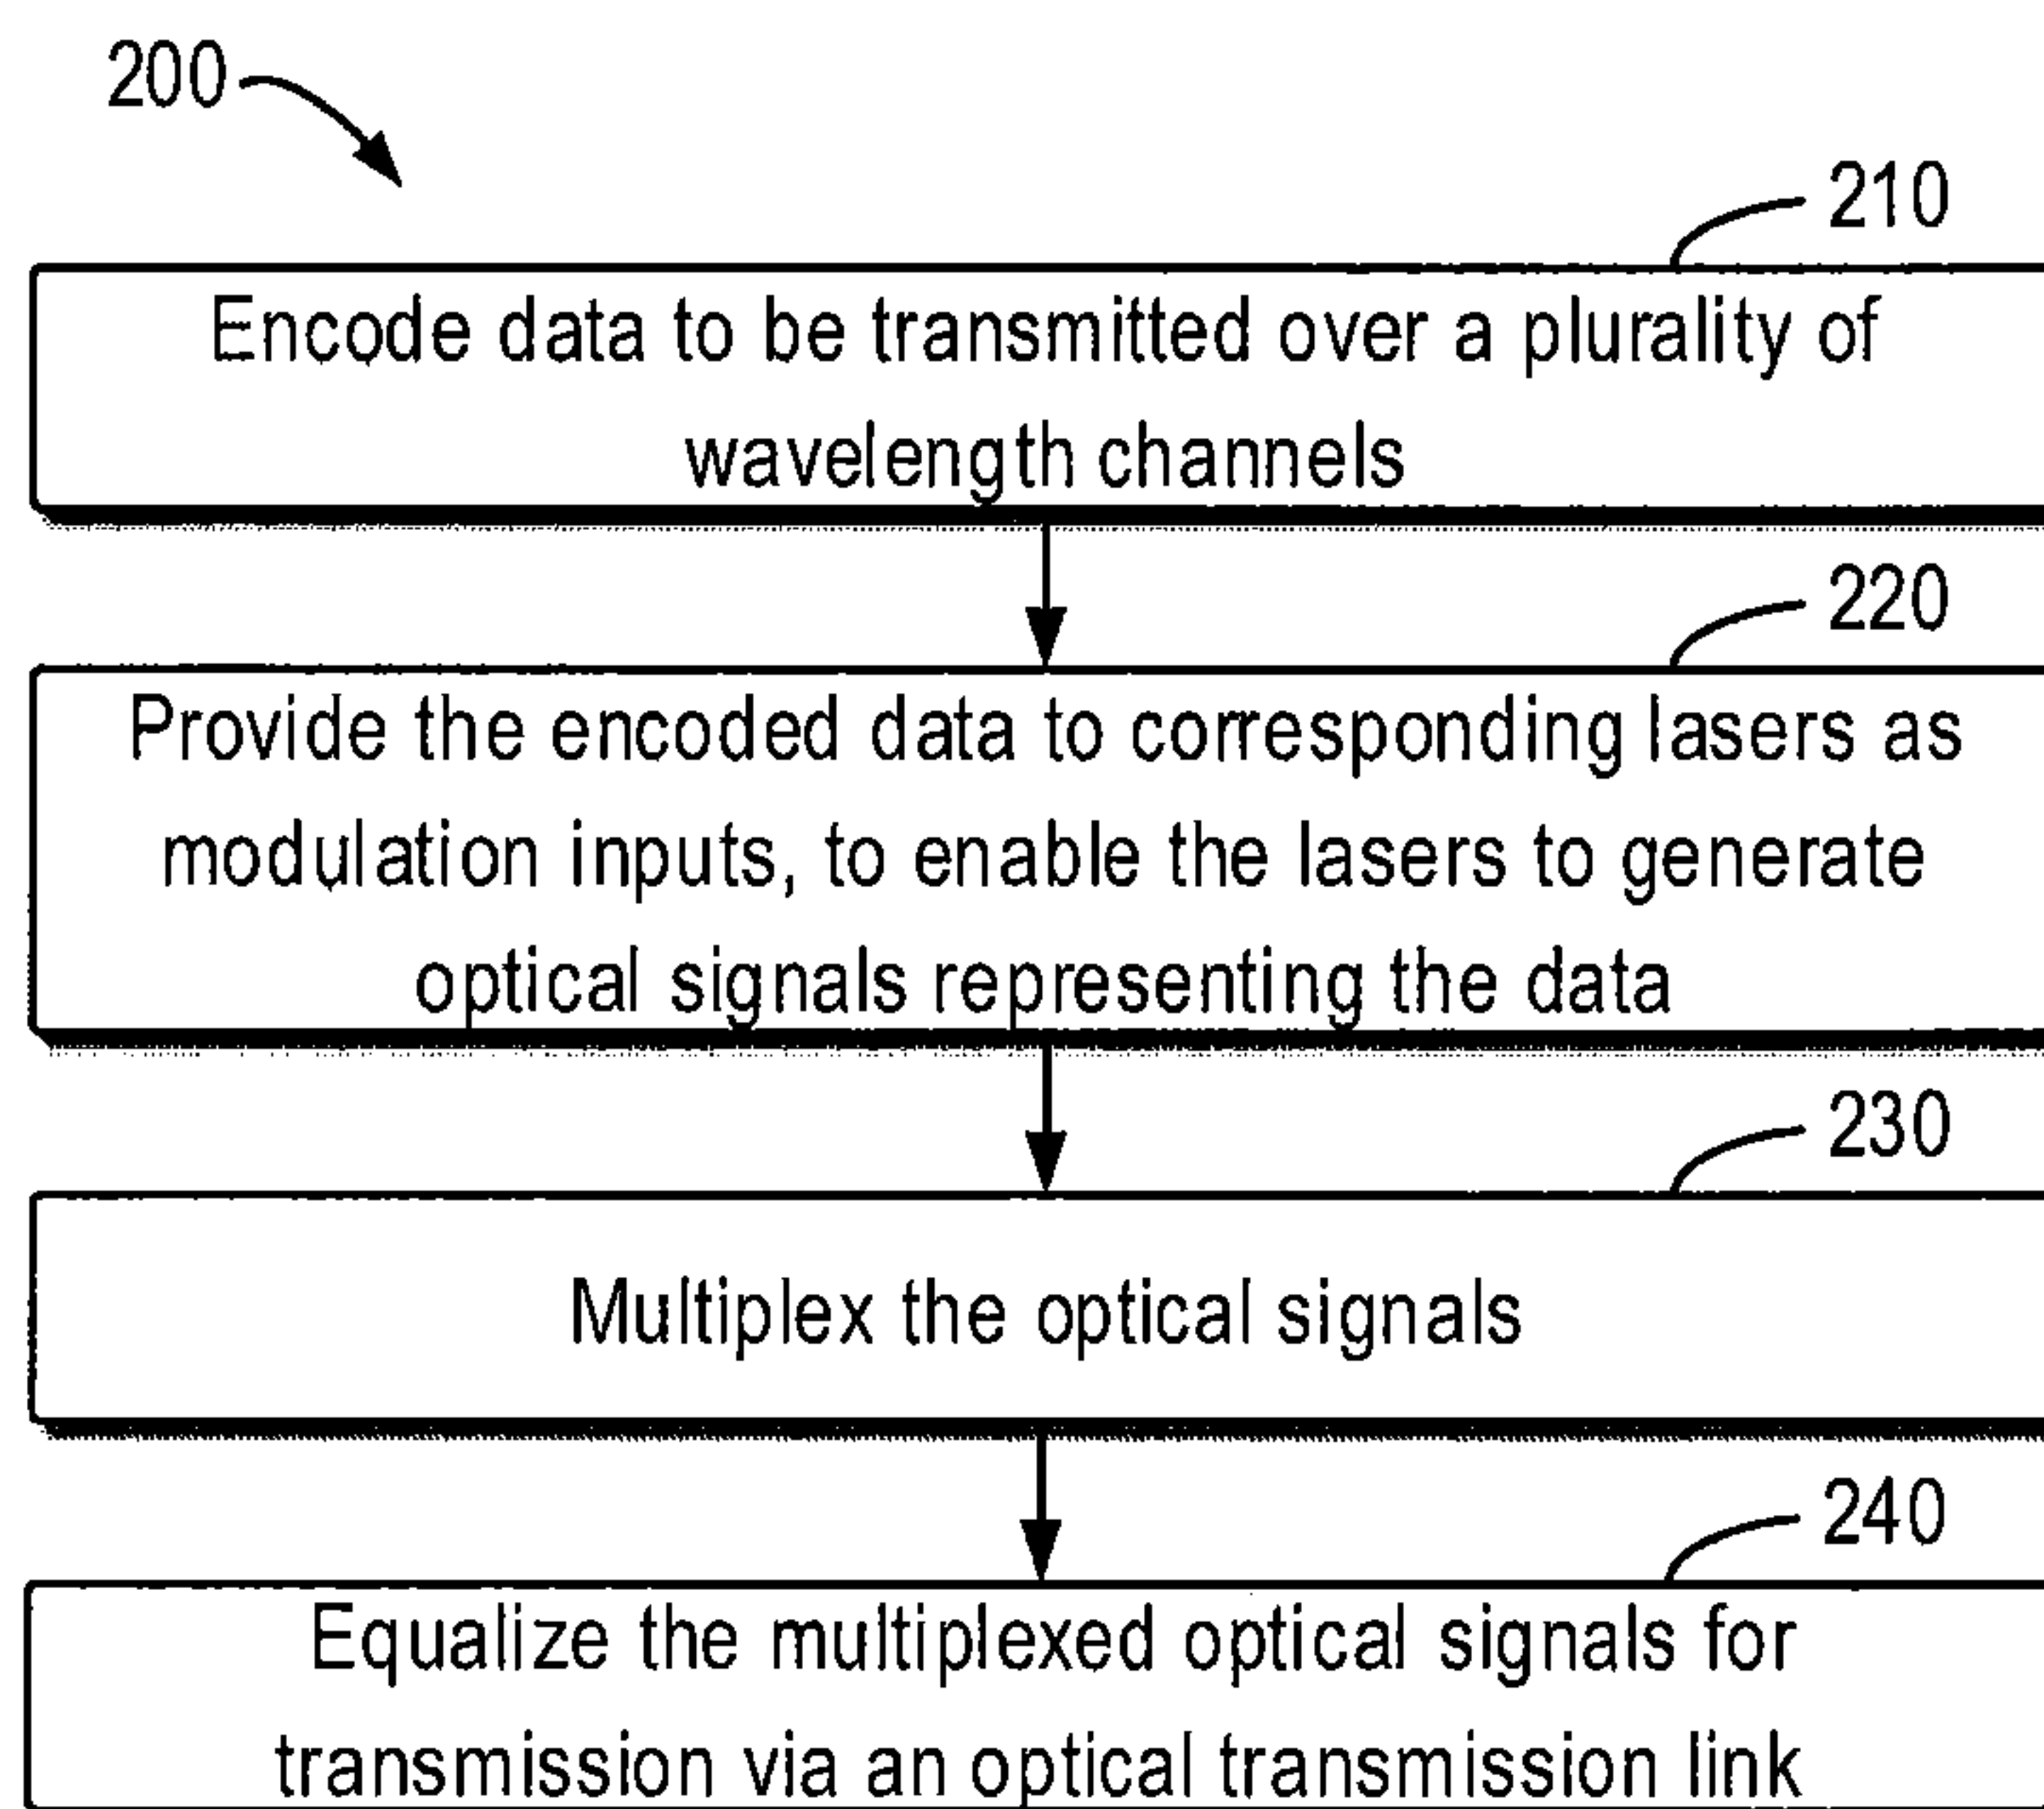 200
210
Encode data to be transmitted over a plurality of
wavelength channels
220
Provide the encoded data to corresponding lasers as
modulation inputs, to enable the lasers to generate
optical signals representing the data
230
Multiplex the optical signals
240
Equalize the multiplexed optical signals for
transmission via an optical transmission link